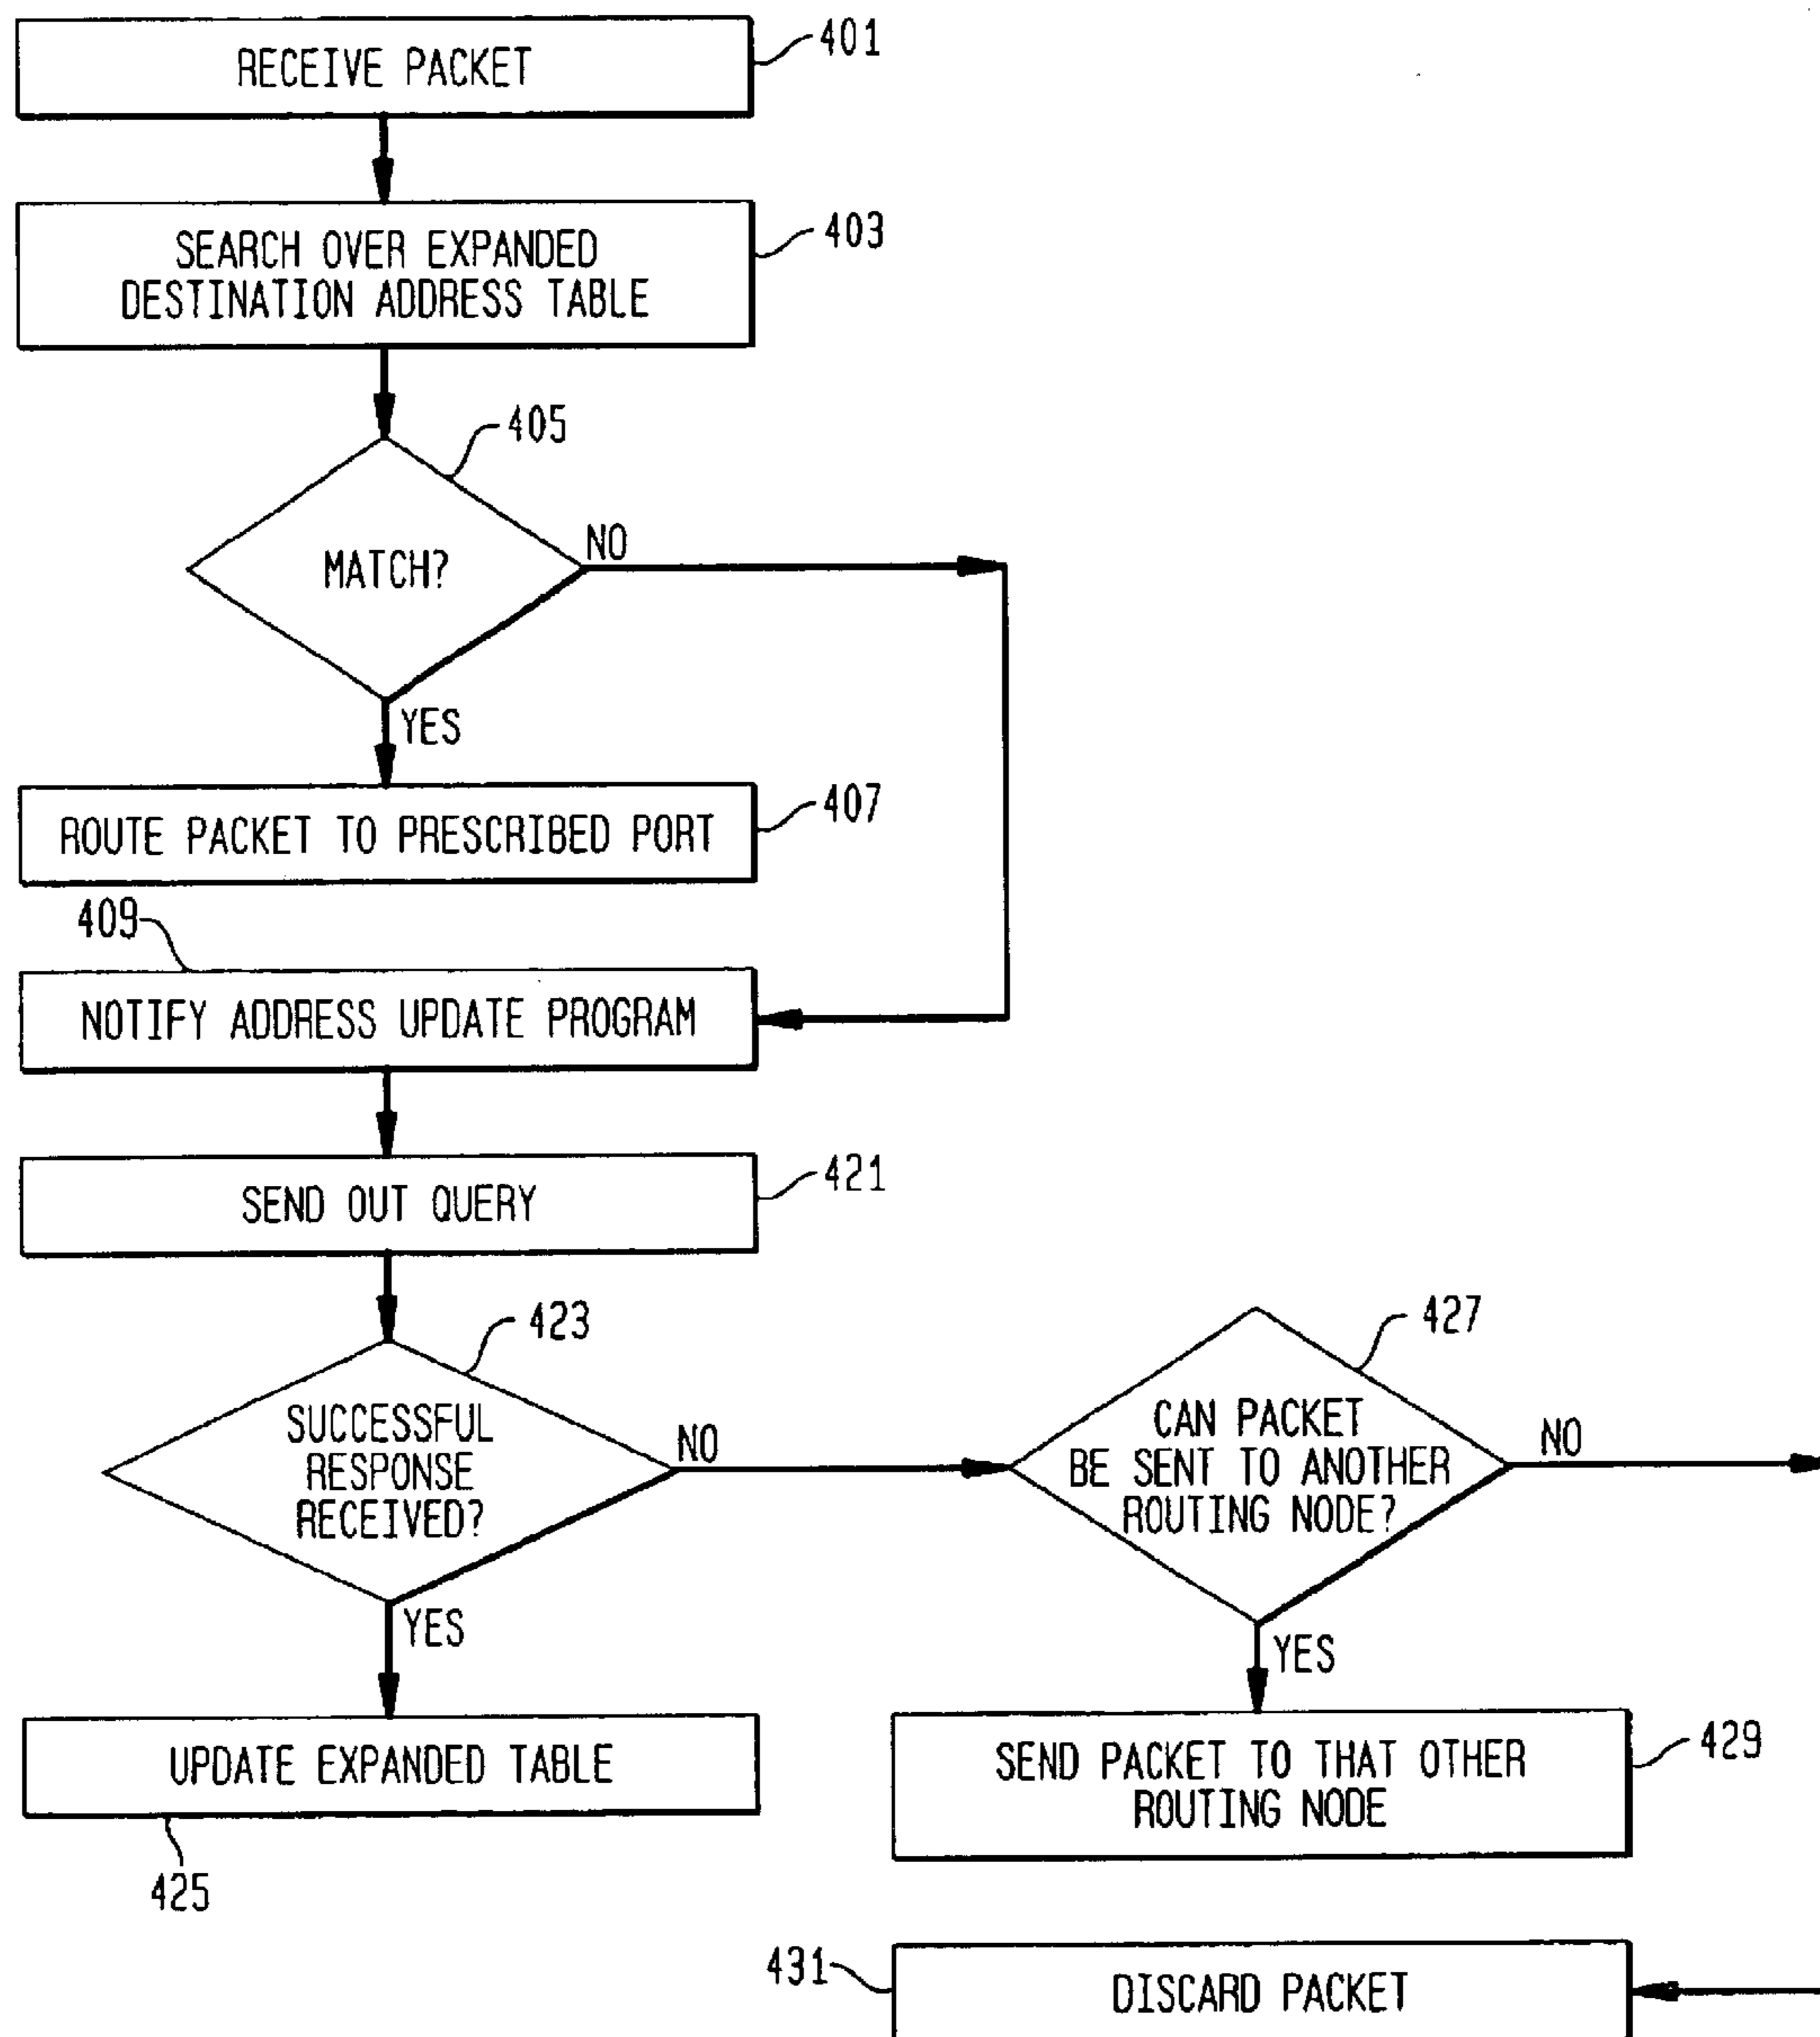 RECEIVE PACKET
401
SEARCH OVER EXPANDED
DESTINATION ADDRESS TABLE
403
405
MATCH?
NO
YES
ROUTE PACKET TO PRESCRIBED PORT
407
409
NOTIFY ADDRESS UPDATE PROGRAM
SEND OUT QUERY
421
423
SUCCESSFUL
RESPONSE
RECEIVED?
NO
YES
427
CAN PACKET
BE SENT TO ANOTHER
ROUTING NODE?
NO
YES
UPDATE EXPANDED TABLE
425
SEND PACKET TO THAT OTHER
ROUTING NODE
429
431
DISCARD PACKET